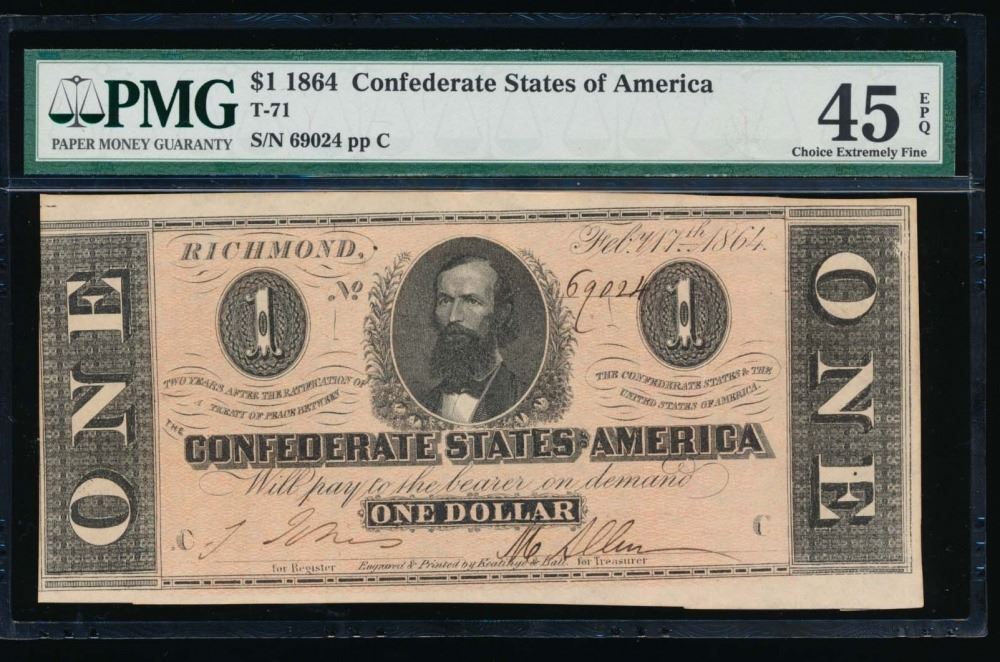 PMG
PAPER MONEY GUARANTY
$1 1864 Confederate States of America
T-71
S/N 69024 pp C
45
EPQ
Choice Extremely Fine
RICHMOND,
Feb.y 17th 1864.
1
No
69024
1
TWO YEARS AFTER THE RATIFICATION OF
A TREATY OF PEACE BETWEEN
THE CONFEDERATE STATES & THE
UNITED STATES OF AMERICA.
THE
CONFEDERATE STATES OF AMERICA
Will pay to the bearer on demand
ONE DOLLAR
C
C
for Register
Engraved & Printed by Keatinge & Ball.
for Treasurer
ONE
ONE